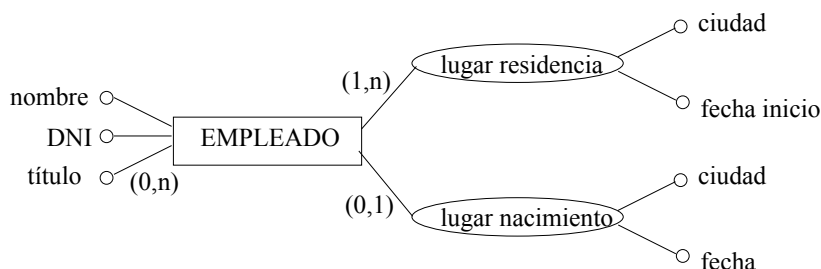 nombre
DNI
título
(0,n)
EMPLEADO
(1,n)
(0,1)
lugar residencia
ciudad
fecha inicio
lugar nacimiento
ciudad
fecha